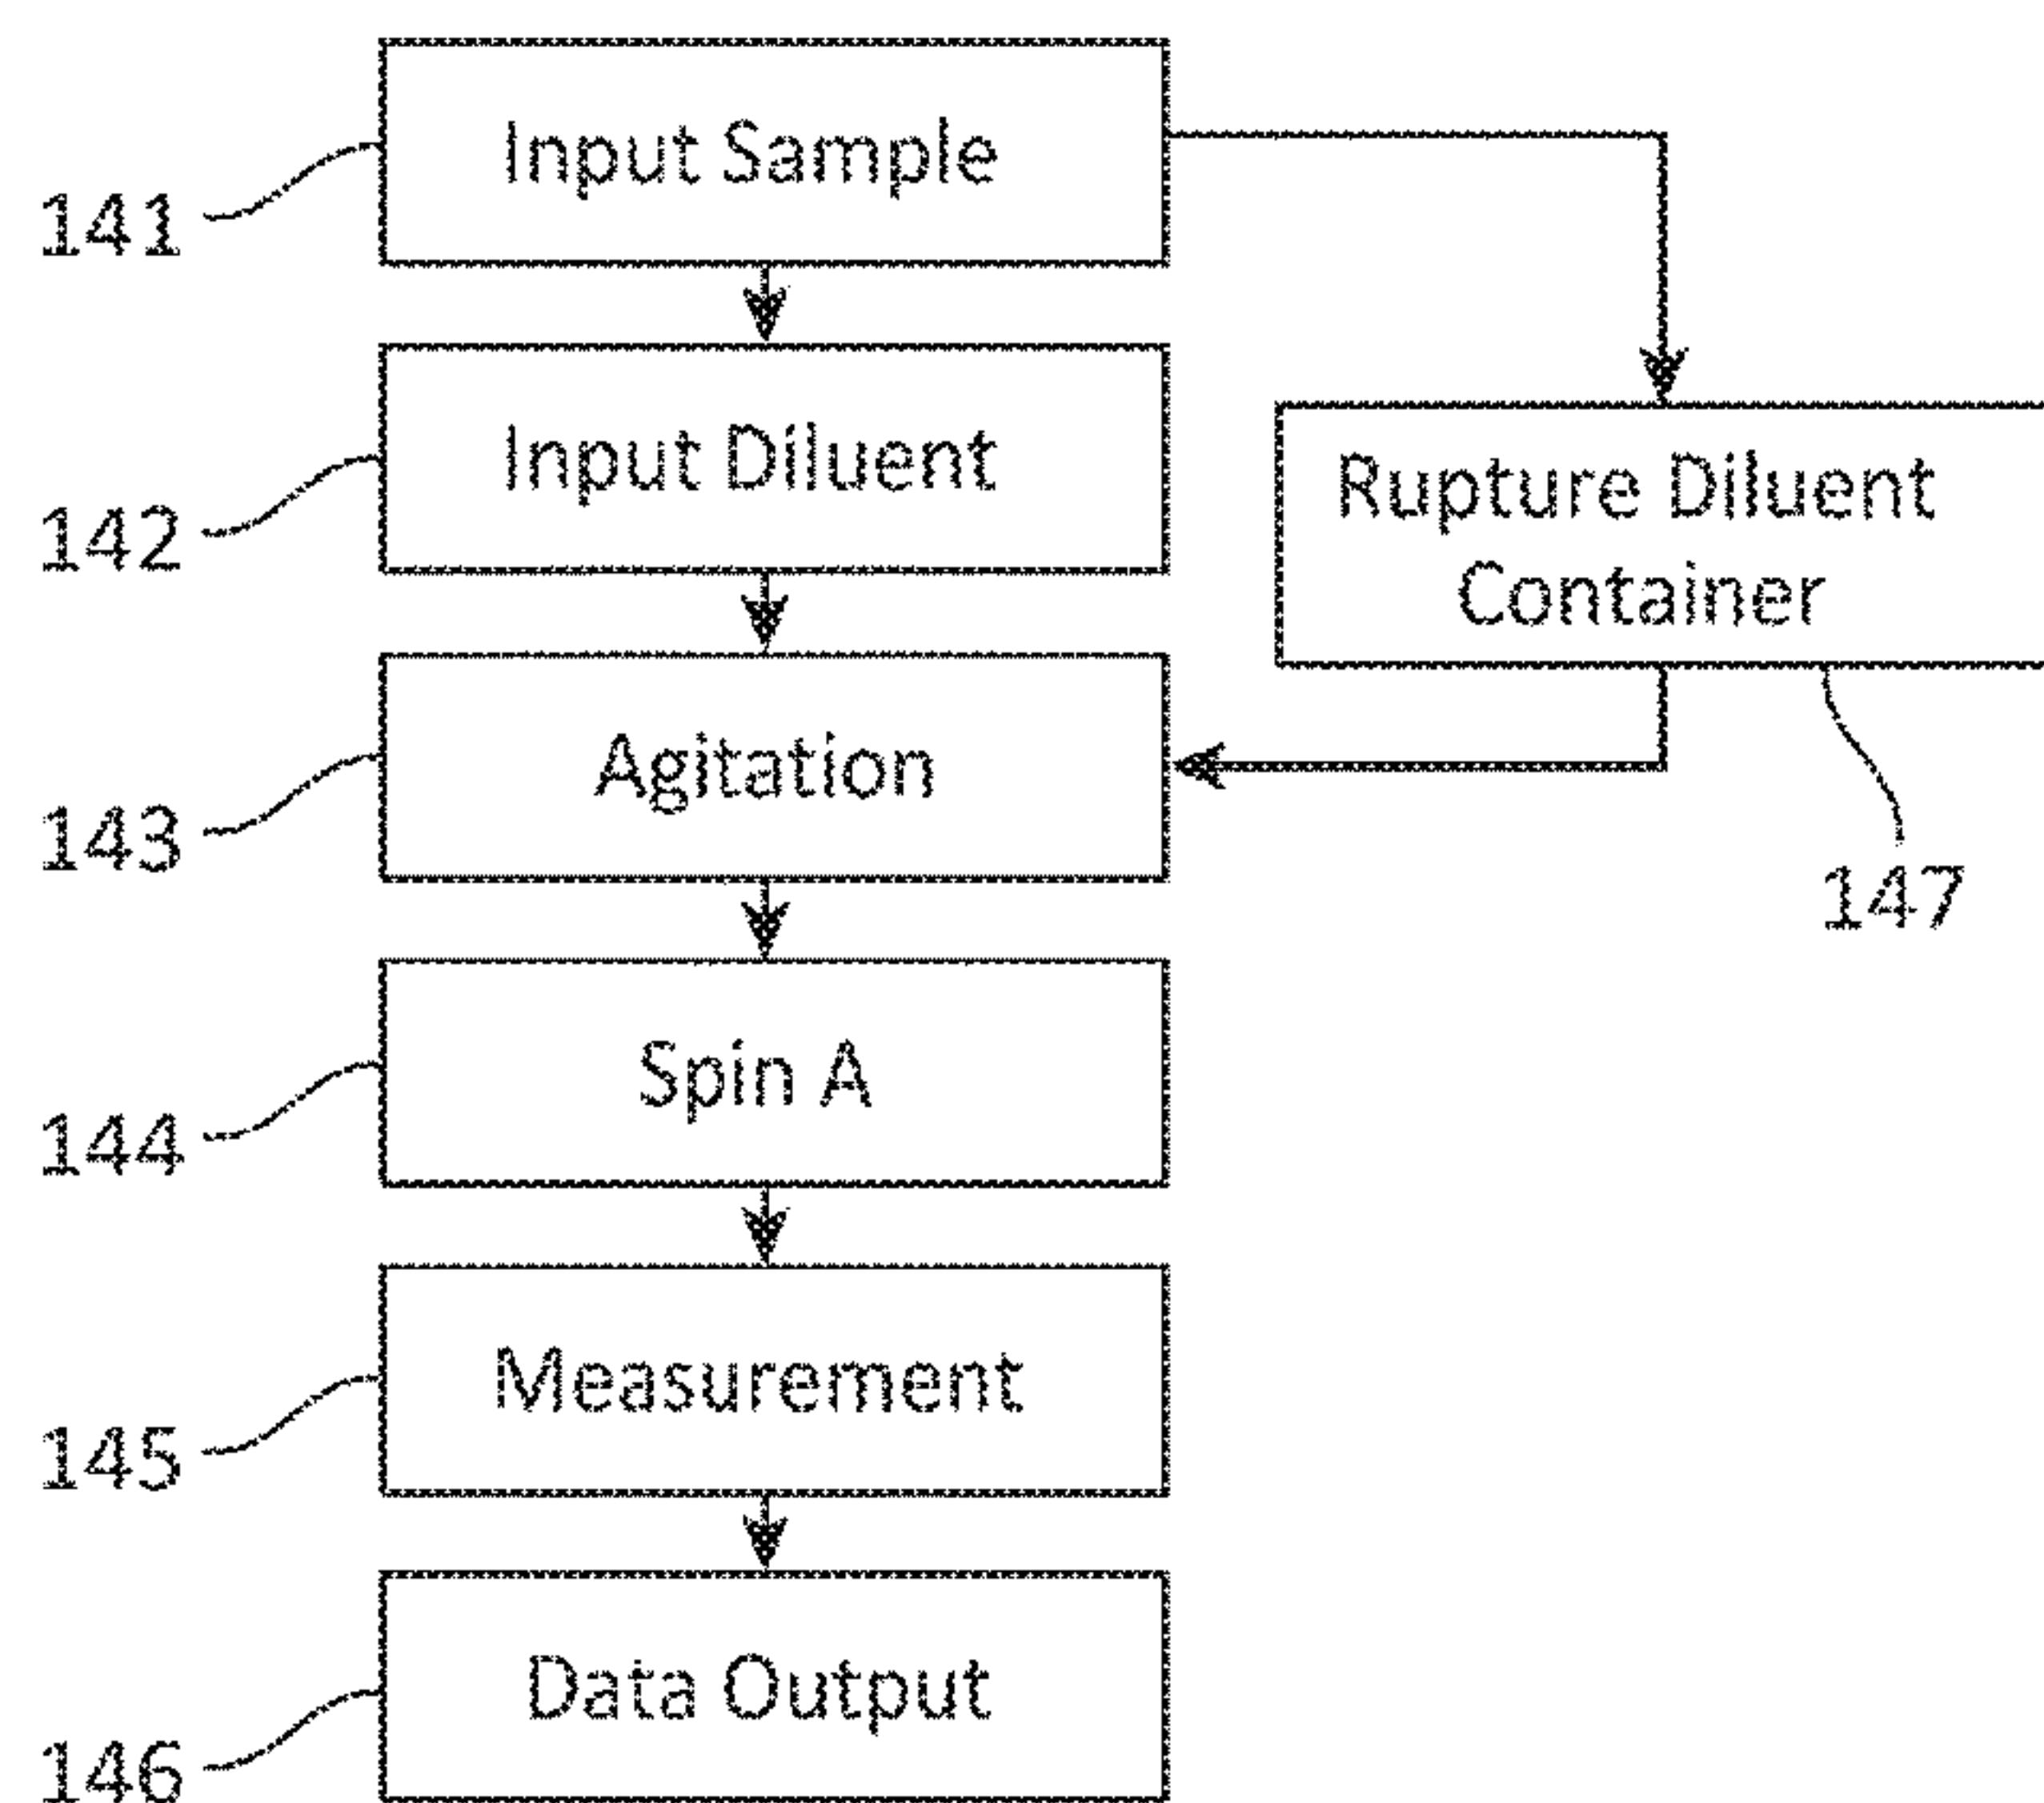 Input Sample
141
Input Diluent
142
Rupture Diluent
Container
Agitation
143
147
Spin A
144
Measurement
145
Data Output
146